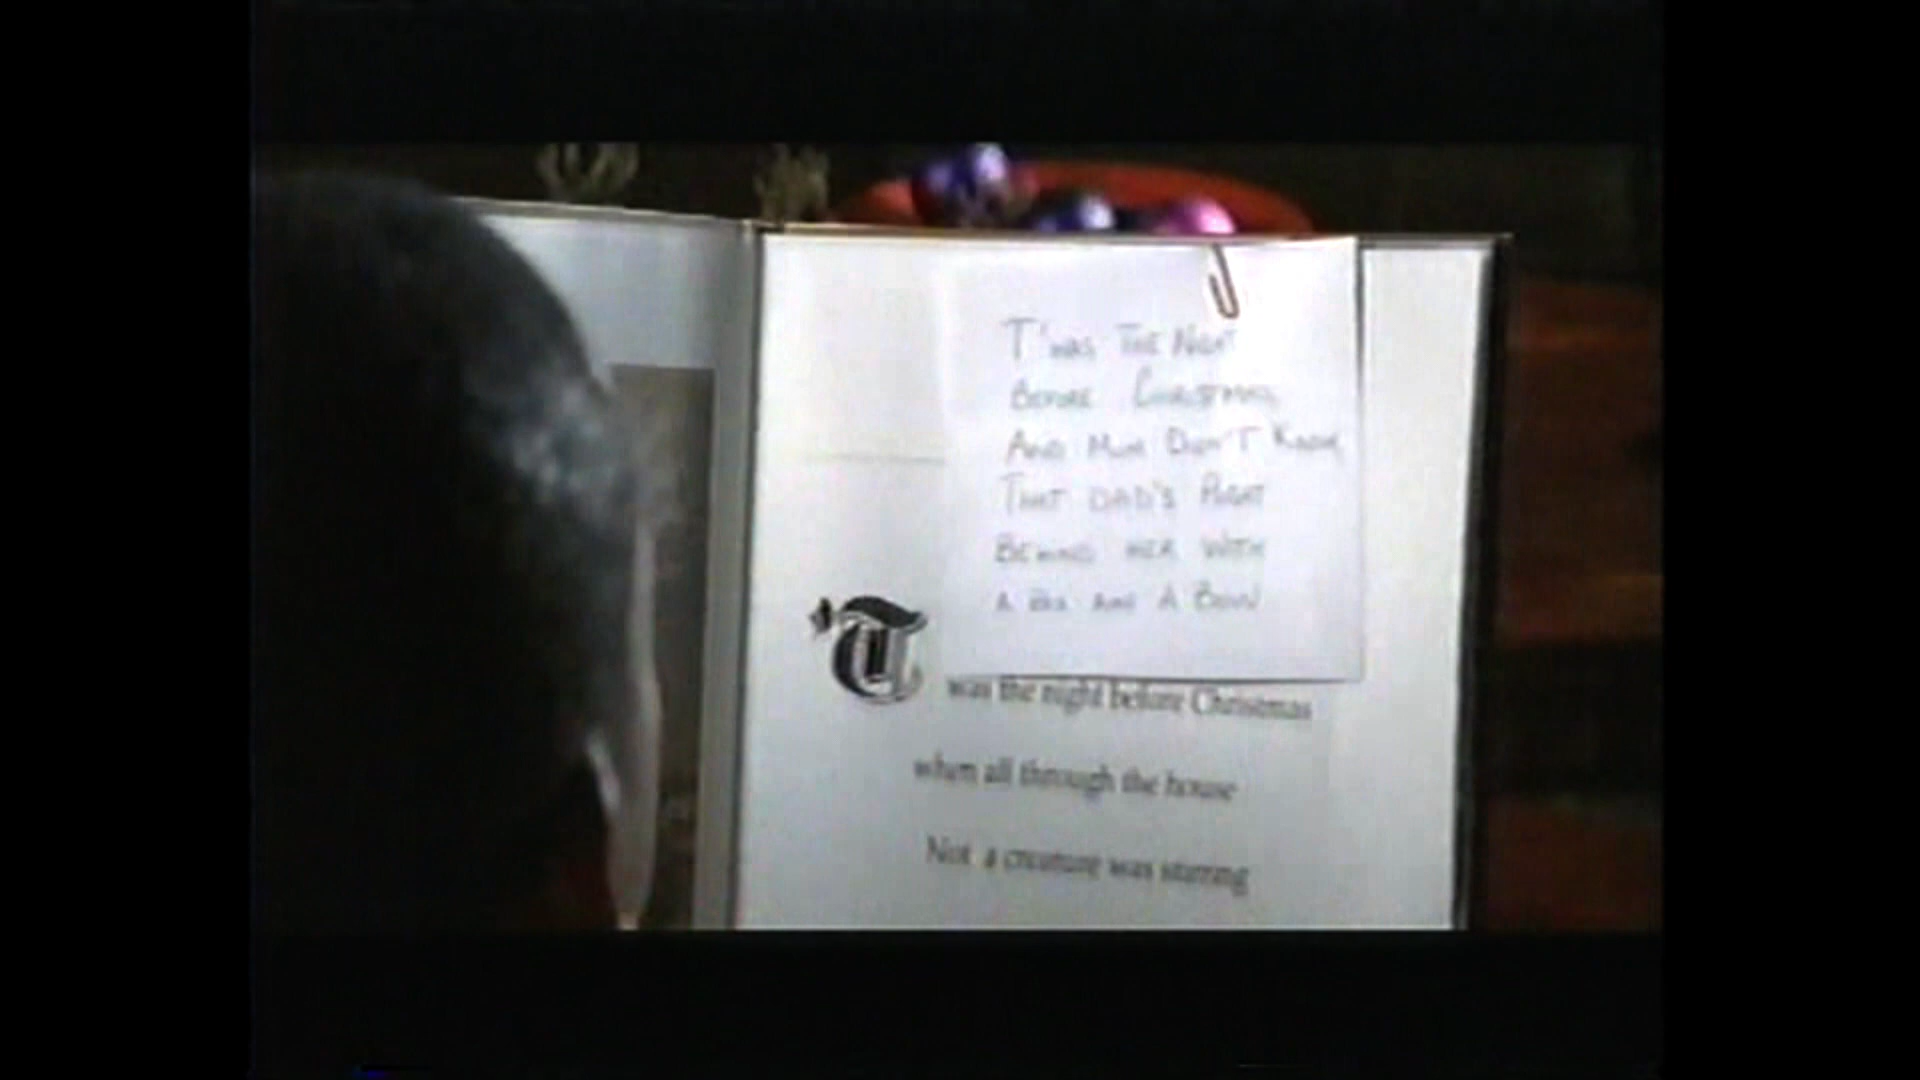 T'was The Night
Before Christmas,
And Mum Didn't Know,
That Dad's Right
Behind Her With
A Box And A Bow
'Twas the night before Christmas
when all through the house
Not a creature was stirring